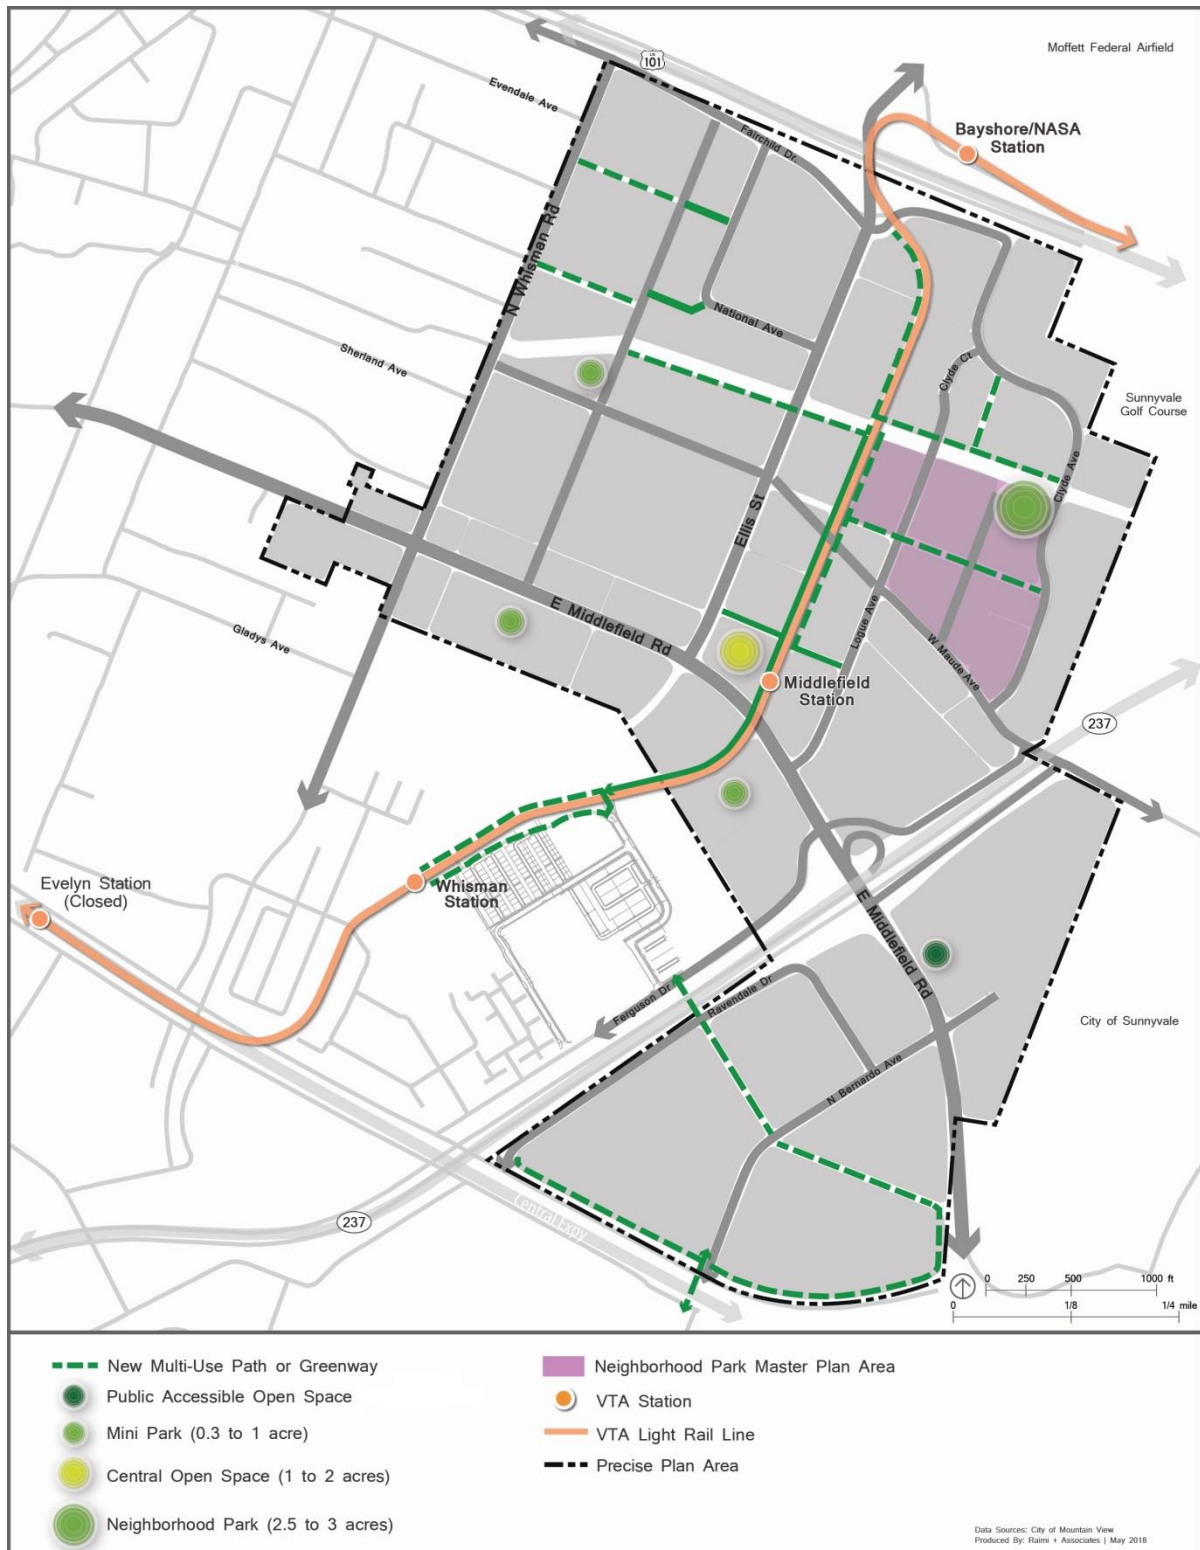 Moffett Federal Airfield
US
101
Evendale Ave
Bayshore/NASA
Station
Fairchild Dr.
N Whisman Rd
National Ave
Sherland Ave
Clyde Ct.
Sunnyvale
Golf Course
Clyde Ave
Ellis St
E Middlefield Rd
Logue Ave
W Maude Ave
Gladys Ave
Middlefield
Station
237
Evelyn Station
(Closed)
Whisman
Station
E Middlefield Rd
Ferguson Dr
Ravendale Dr
City of Sunnyvale
N Bernardo Ave
Central Expy
237
0 250 500 1000 ft
0 1/8 1/4 mile
New Multi-Use Path or Greenway
Public Accessible Open Space
Mini Park (0.3 to 1 acre)
Central Open Space (1 to 2 acres)
Neighborhood Park (2.5 to 3 acres)
Neighborhood Park Master Plan Area
VTA Station
VTA Light Rail Line
Precise Plan Area
Data Sources: City of Mountain View
Produced By: Raimi + Associates | May 2018